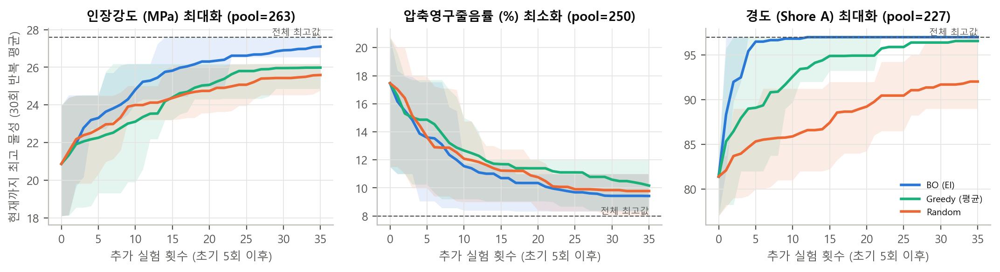 인장강도 (MPa) 최대화 (pool=263)
현재까지 최고 물성 (30회 반복 평균)
28
26
24
22
20
18
전체 최고값
0 5 10 15 20 25 30 35
추가 실험 횟수 (초기 5회 이후)
압축영구줄음률 (%) 최소화 (pool=250)
20
18
16
14
12
10
8
전체 최고값
0 5 10 15 20 25 30 35
추가 실험 횟수 (초기 5회 이후)
경도 (Shore A) 최대화 (pool=227)
전체 최고값
95
90
85
80
BO (EI)
Greedy (평균)
Random
0 5 10 15 20 25 30 35
추가 실험 횟수 (초기 5회 이후)